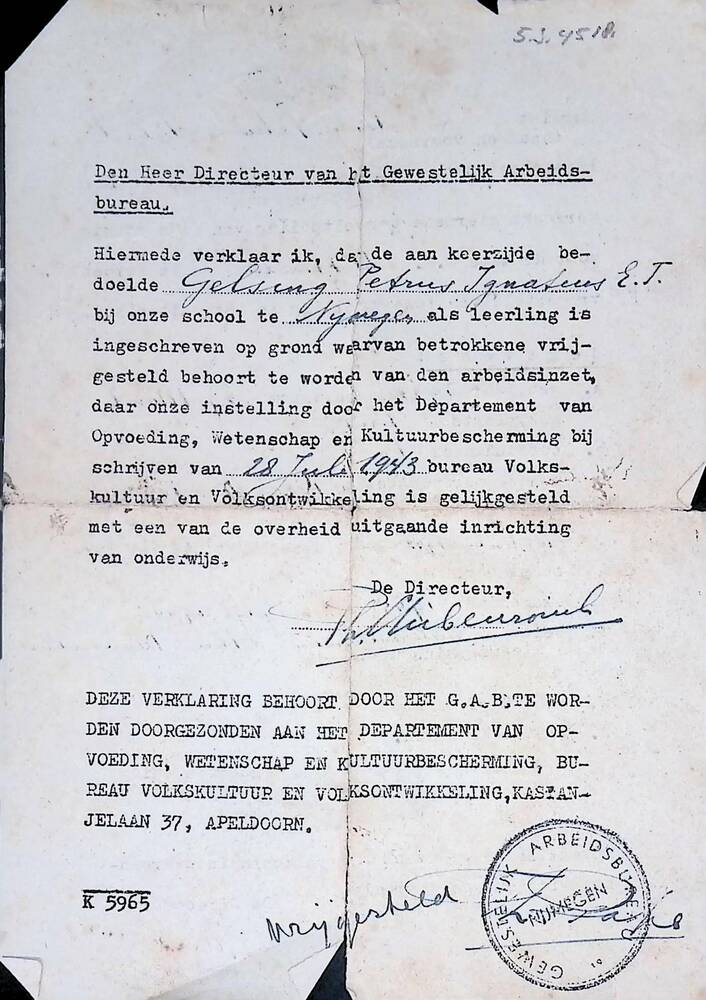 Den Heer Directeur van het Gewestelijk Arbeids-
bureau.
Hiermede verklaar ik, dat de aan keerzijde be-
doelde Gelsing Petrus Ignatius E. T.
bij onze school te Nymegen als leerling is
ingeschreven op grond waarvan betrokkene vrij-
gesteld behoort te worden van den arbeidsinzet,
daar onze instelling door het Departement van
Opvoeding, Wetenschap en Kultuurbescherming bij
schrijven van 28 Juli 1943 bureau Volks-
kultuur en Volksontwikkeling is gelijkgesteld
met een van de overheid uitgaande inrichting
van onderwijs.
De Directeur,
DEZE VERKLARING BEHOORT DOOR HET G.A.B.TE WOR-
DEN DOORGEZONDEN AAN HET DEPARTEMENT VAN OP-
VOEDING, WETENSCHAP EN KULTUURBESCHERMING, BU-
REAU VOLKSKULTUUR EN VOLKSONTWIKKELING,KASTAN-
JELAAN 37, APELDOORN.
K 5965
vrijgesteld
GEWESTELIJK ARBEIDSBUREAU
NIJMEGEN